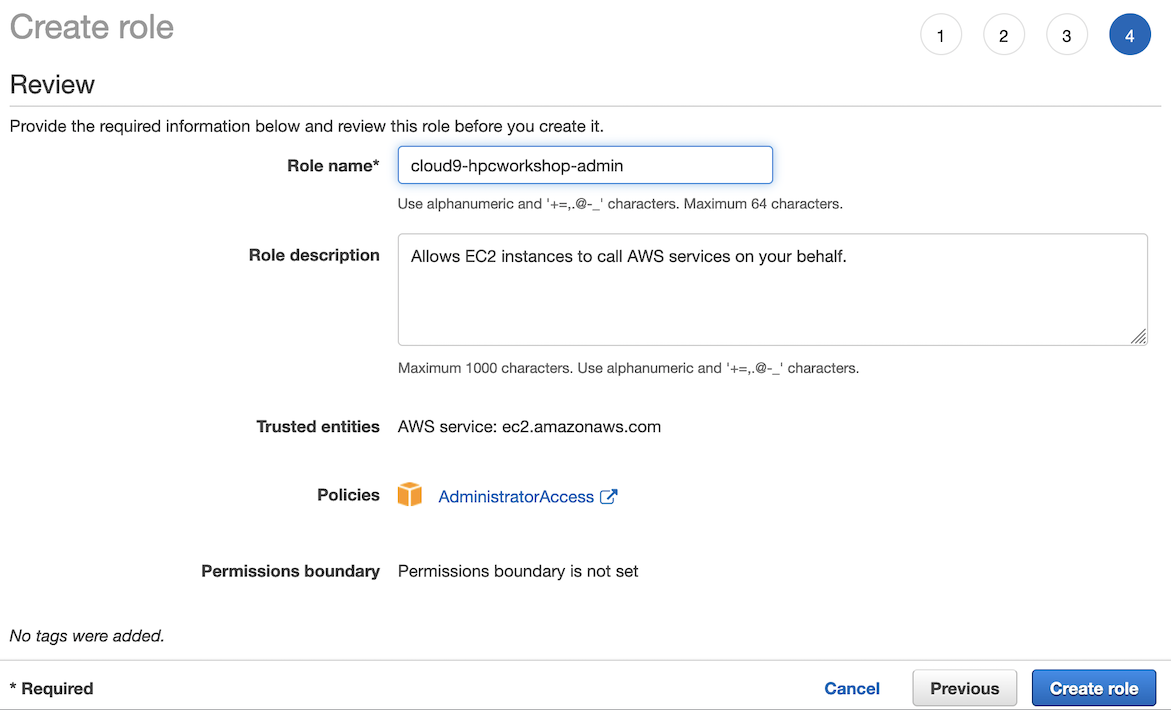 Create role
1 2 3 4
Review
Provide the required information below and review this role before you create it.
Role name* cloud9-hpcworkshop-admin
Use alphanumeric and '+=,.@-_' characters. Maximum 64 characters.
Role description Allows EC2 instances to call AWS services on your behalf.
Maximum 1000 characters. Use alphanumeric and '+=,.@-_' characters.
Trusted entities AWS service: ec2.amazonaws.com
Policies AdministratorAccess
Permissions boundary Permissions boundary is not set
No tags were added.
* Required Cancel Previous Create role